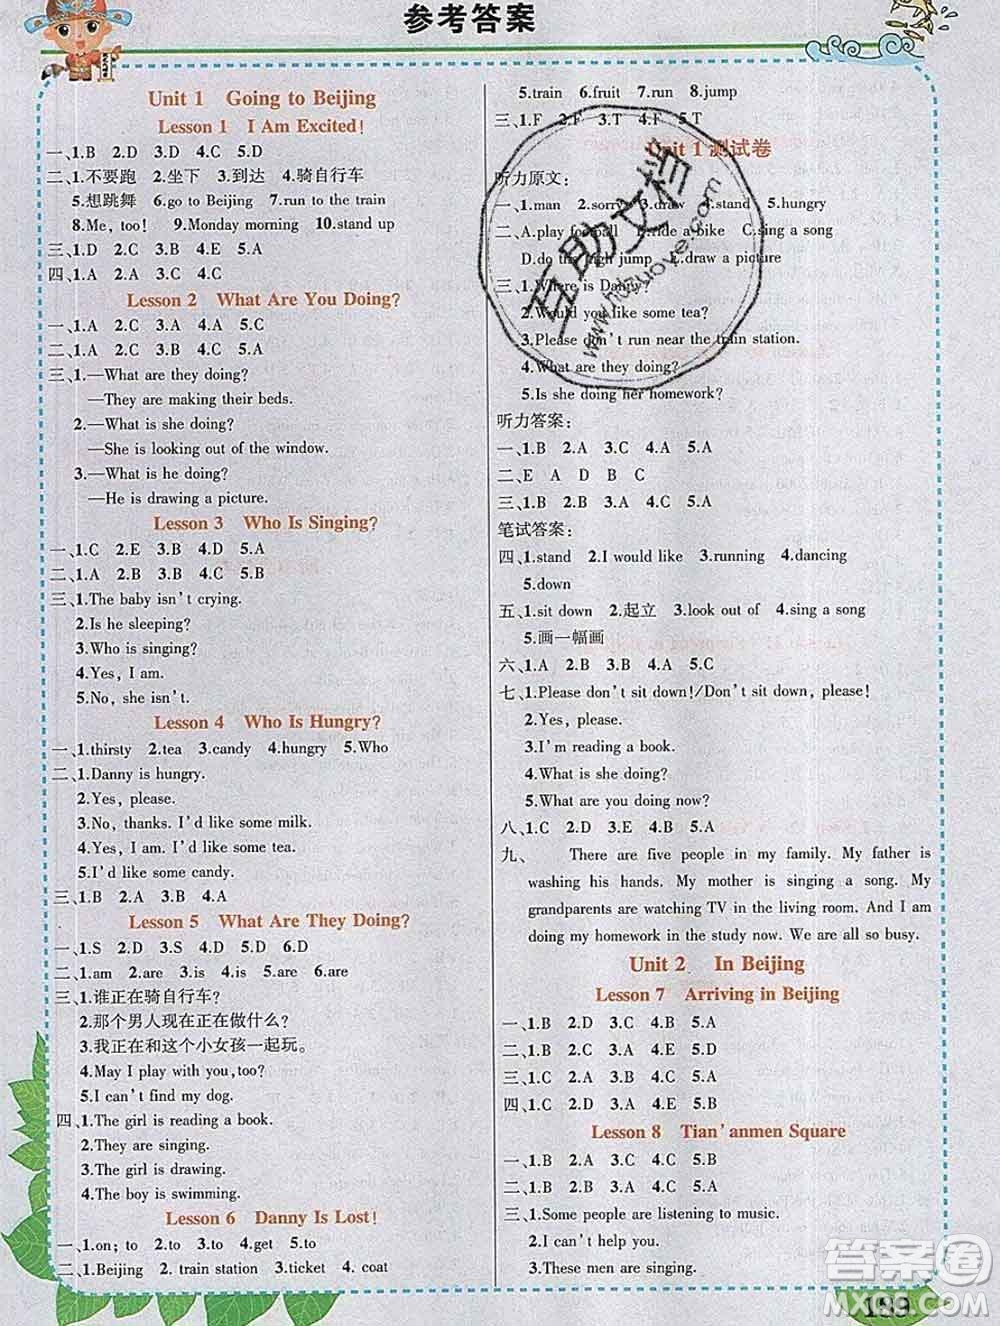 参考答案
Unit 1 Going to Beijing
Lesson 1 I Am Excited!
一、1.B 2.D 3.D 4.C 5.D
二、1.不要跑 2.坐下 3.到达 4.骑自行车
5.想跳舞 6.go to Beijing 7.run to the train
8.Me, too! 9.Monday morning 10.stand up
三、1.D 2.C 3.B 4.E 5.A
四、1.A 2.C 3.C 4.C
Lesson 2 What Are You Doing?
一、1.A 2.C 3.B 4.A 5.C
二、1.A 2.C 3.B 4.A
三、1.—What are they doing?
—They are making their beds.
2.—What is she doing?
—She is looking out of the window.
3.—What is he doing?
—He is drawing a picture.
Lesson 3 Who Is Singing?
一、1.C 2.E 3.B 4.D 5.A
二、1.A 2.B 3.A 4.C 5.B
三、1.The baby isn't crying.
2.Is he sleeping?
3.Who is singing?
4.Yes, I am.
5.No, she isn't.
Lesson 4 Who Is Hungry?
一、1.thirsty 2.tea 3.candy 4.hungry 5.Who
二、1.Danny is hungry.
2.Yes, please.
3.No, thanks. I'd like some milk.
4.Yes, I am. I'd like some tea.
5.I'd like some candy.
三、1.B 2.D 3.A 4.C
Lesson 5 What Are They Doing?
一、1.S 2.D 3.S 4.D 5.D
二、1.am 2.are 3.is 4.is 5.are
三、1.谁正在骑自行车?
2.那个男人现在正在做什么?
3.我正在和这个小女孩一起玩。
4.May I play with you,too?
5.I can't find my dog.
四、1.The girl is reading a book.
2.They are singing.
3.The girl is drawing.
4.The boy is swimming.
Lesson 6 Danny Is Lost!
一、1.on; to 2.to 3.to 4.get 5.to
二、1.Beijing 2. train station 3.ticket 4. coat
5.train 6.fruit 7.run 8.jump
三、1.F 2.F 3.T 4.F 5.T
Unit 1 测试卷
听力原文:
一、1.man 2.sorry 3.draw 4.stand 5.hungry
二、A.play football B.ride a bike C.sing a song
D.do the high jump E.draw a picture
三、1.Where is Danny?
2.Would you like some tea?
3.Please don't run near the train station.
4.What are they doing?
5.Is she doing her homework?
听力答案:
一、1.B 2.A 3.C 4.B 5.A
二、E A D B C
三、1.B 2.A 3.A 4.B 5.B
笔试答案:
四、1.stand 2.I would like 3.running 4.dancing
5.down
五、1.sit down 2.起立 3.look out of 4.sing a song
5.画一幅画
六、1.A 2.B 3.B 4.A 5.C
七、1.Please don't sit down!/Don't sit down, please!
2.Yes, please.
3.I'm reading a book.
4.What is she doing?
5.What are you doing now?
八、1.C 2.D 3.E 4.B 5.A
九、 There are five people in my family. My father is
washing his hands. My mother is singing a song. My
grandparents are watching TV in the living room. And I am
doing my homework in the study now. We are all so busy.
Unit 2 In Beijing
Lesson 7 Arriving in Beijing
一、1.B 2.D 3.C 4.B 5.A
二、1.B 2.C 3.A 4.E 5.D
三、1.C 2.C 3.A 4.B 5.A
四、1.C 2.D 3.E 4.A 5.B
Lesson 8 Tian'anmen Square
一、1.B 2.A 3.C 4.C 5.B
二、1.C 2.B 3.C 4.B 5.A
三、1.Some people are listening to music.
2.I can't help you.
3.These men are singing.
互助文档
www.hdzuoye.com
答案圈
MXQE.COM
189